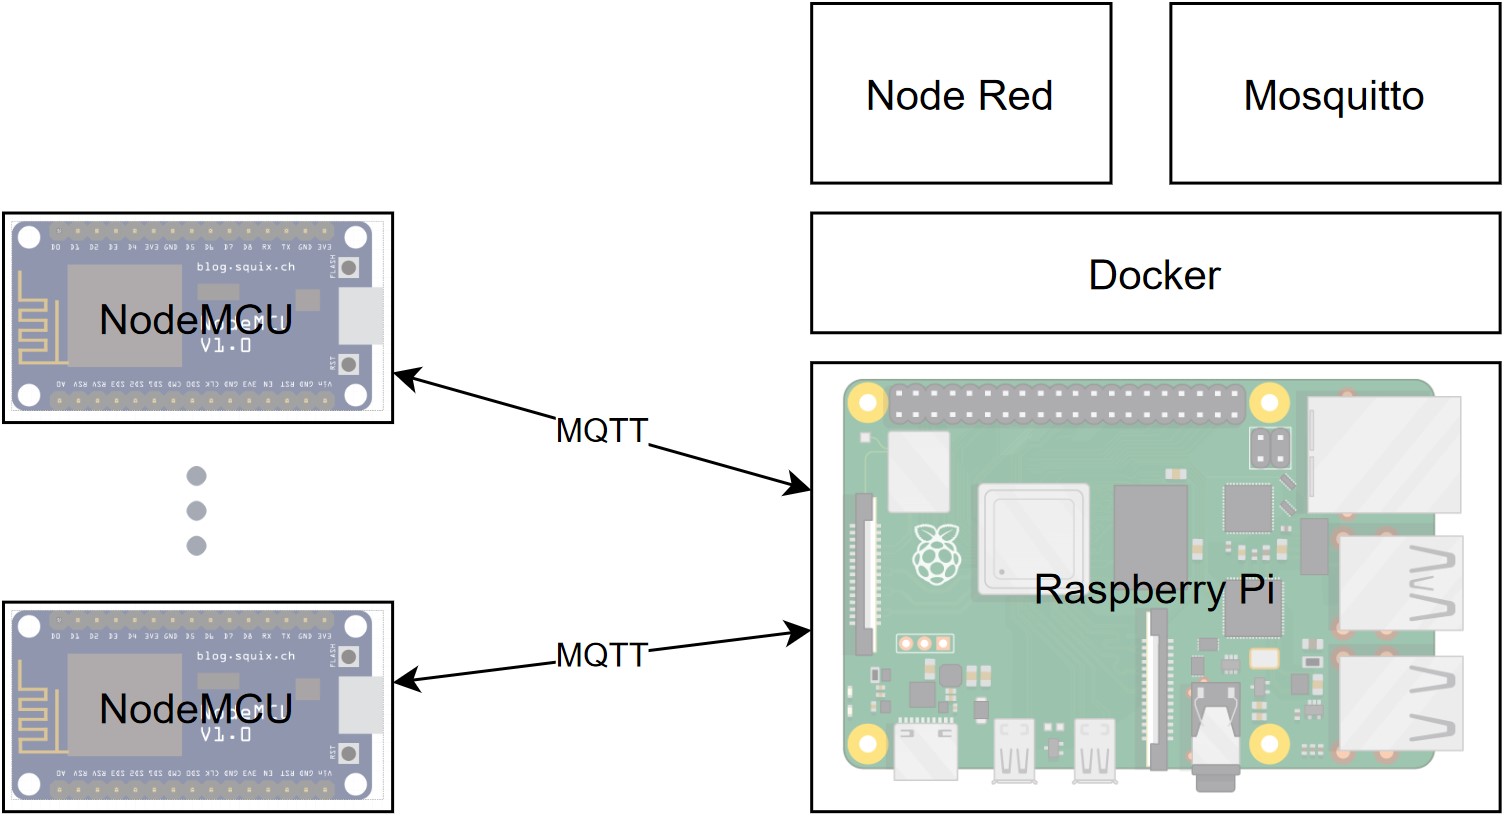 Node Red
Mosquitto
Docker
D0 D1 D2 D3 D4 3V3 GND D5 D6 D7 D8 RX TX GND 3V3
blog.squix.ch
FLASH
NodeMCU
V1.0
RST
A0 RSV RSV SD3 SD2 SD1 CMD SD0 CLK GND 3V3 EN RST GND Vin
MQTT
Raspberry Pi
MQTT
D0 D1 D2 D3 D4 3V3 GND D5 D6 D7 D8 RX TX GND 3V3
blog.squix.ch
FLASH
NodeMCU
V1.0
RST
A0 RSV RSV SD3 SD2 SD1 CMD SD0 CLK GND 3V3 EN RST GND Vin